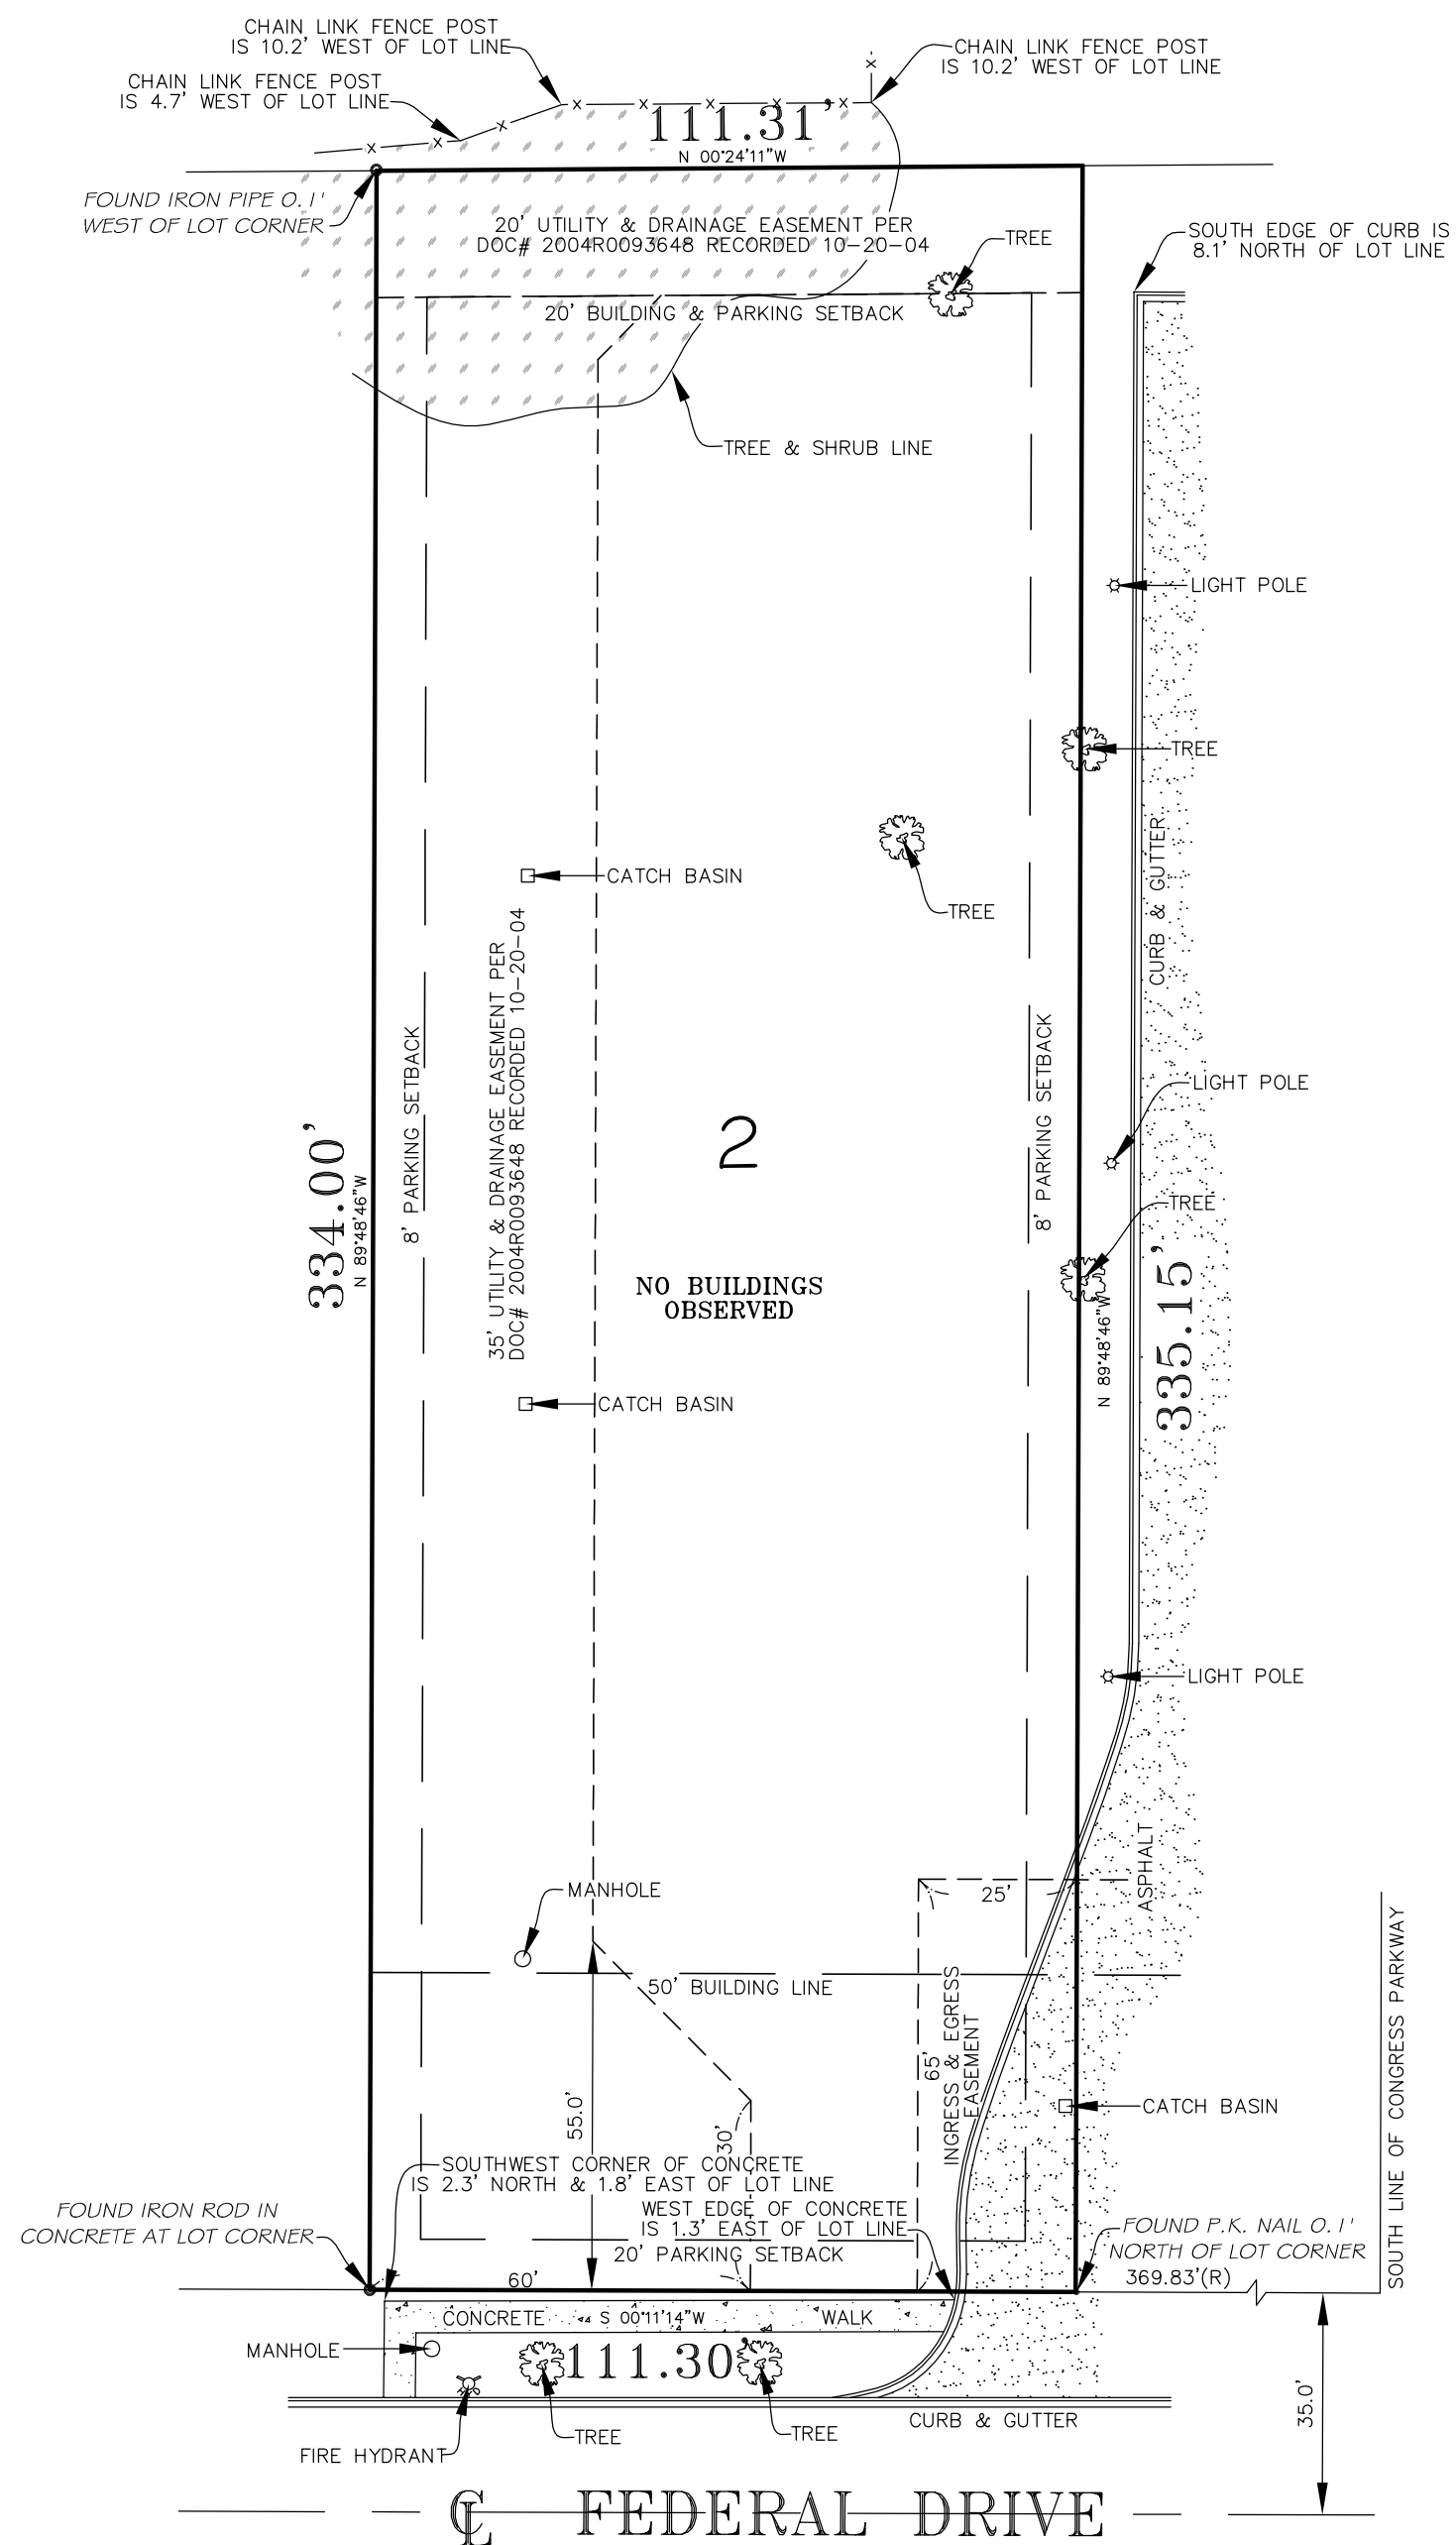 CHAIN LINK FENCE POST
IS 10.2' WEST OF LOT LINE
CHAIN LINK FENCE POST
IS 10.2' WEST OF LOT LINE
CHAIN LINK FENCE POST
IS 4.7' WEST OF LOT LINE
111.31'
N 00°24'11"W
FOUND IRON PIPE 0.1'
WEST OF LOT CORNER
20' UTILITY & DRAINAGE EASEMENT PER
DOC# 2004R0093648 RECORDED 10-20-04
TREE
SOUTH EDGE OF CURB IS
8.1' NORTH OF LOT LINE
20' BUILDING & PARKING SETBACK
TREE & SHRUB LINE
LIGHT POLE
TREE
CURB & GUTTER
CATCH BASIN
TREE
35' UTILITY & DRAINAGE EASEMENT PER
DOC# 2004R0093648 RECORDED 10-20-04
8' PARKING SETBACK
8' PARKING SETBACK
LIGHT POLE
2
334.00'
N 89°48'46"W
TREE
NO BUILDINGS
OBSERVED
N 89°48'46"W
335.15'
CATCH BASIN
LIGHT POLE
ASPHALT
MANHOLE
25'
50' BUILDING LINE
65'
INGRESS & EGRESS
EASEMENT
SOUTH LINE OF CONGRESS PARKWAY
55.0'
30'
CATCH BASIN
SOUTHWEST CORNER OF CONCRETE
IS 2.3' NORTH & 1.8' EAST OF LOT LINE
WEST EDGE OF CONCRETE
IS 1.3' EAST OF LOT LINE
FOUND IRON ROD IN
CONCRETE AT LOT CORNER
FOUND P.K. NAIL 0.1'
NORTH OF LOT CORNER
20' PARKING SETBACK
369.83'(R)
60'
CONCRETE
S 00°11'14"W
WALK
MANHOLE
111.30'
35.0'
CURB & GUTTER
TREE
TREE
FIRE HYDRANT
℄ FEDERAL DRIVE